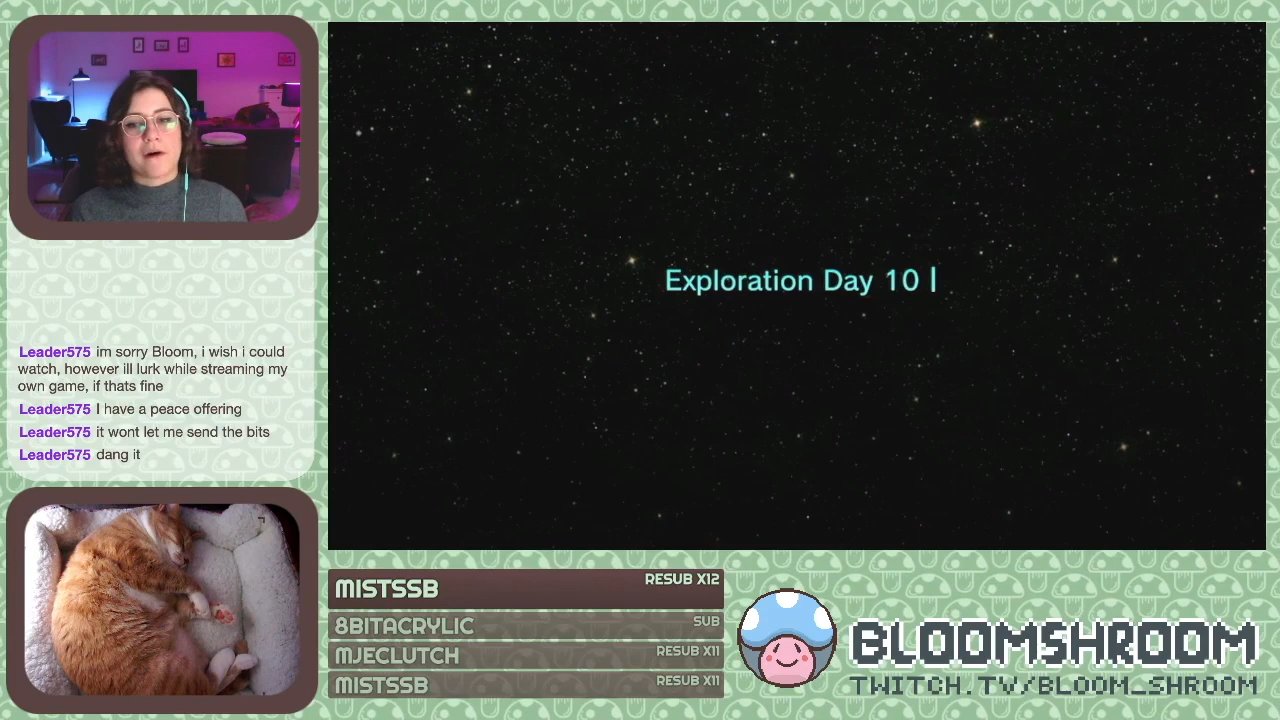 Exploration Day 10
Leader575 im sorry Bloom, i wish i could
watch, however ill lurk while streaming my
own game, if thats fine
Leader575 I have a peace offering
Leader575 it wont let me send the bits
Leader575 dang it
MISTSSB RESUB X12
8BITACRYLIC SUB
MJECLUTCH RESUB X11
MISTSSB RESUB X11
BLOOMSHROOM
TWITCH.TV/BLOOM_SHROOM